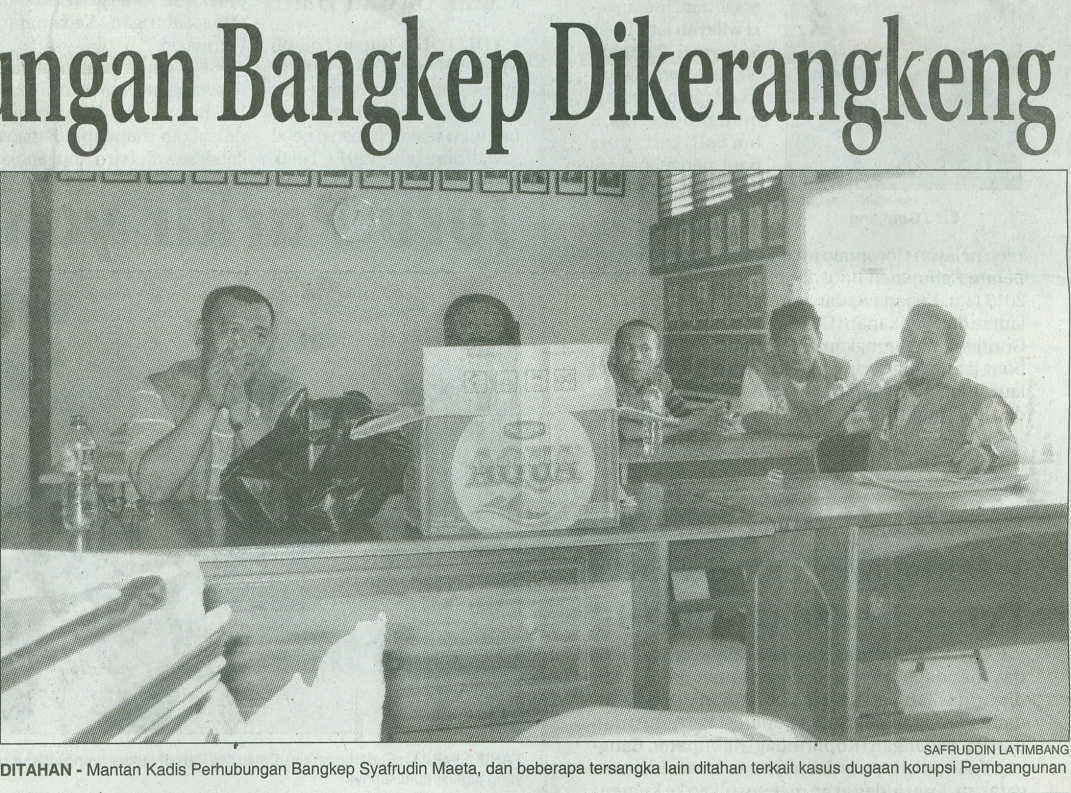 ungan Bangkep Dikerangkeng
AQUA
SAFRUDDIN LATIMBANG
DITAHAN - Mantan Kadis Perhubungan Bangkep Syafrudin Maeta, dan beberapa tersangka lain ditahan terkait kasus dugaan korupsi Pembangunan